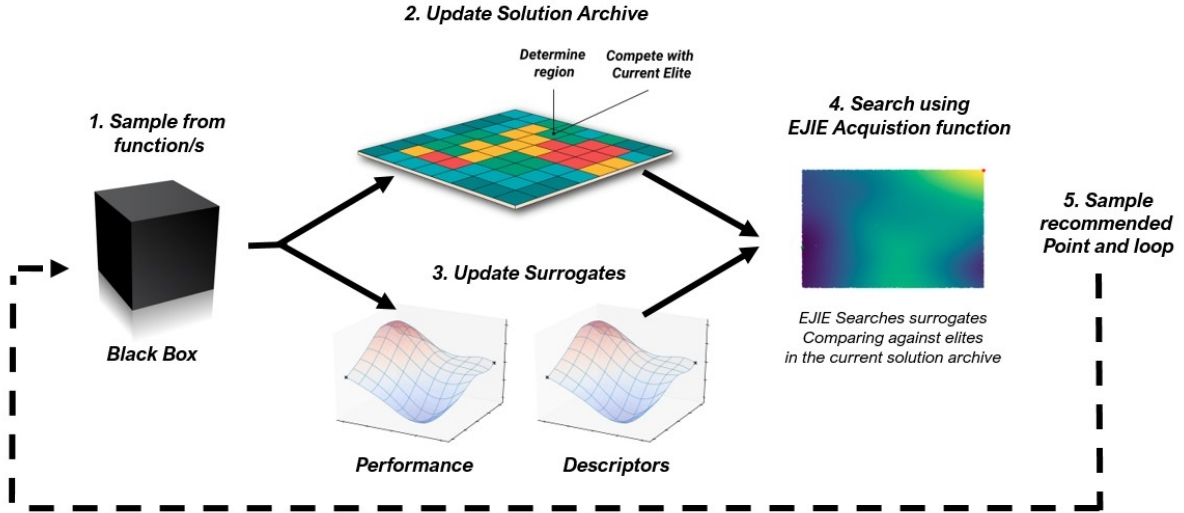 2. Update Solution Archive
Determine
region
Compete with
Current Elite
1. Sample from
function/s
Black Box
3. Update Surrogates
Performance
Descriptors
4. Search using
EJIE Acquistion function
EJIE Searches surrogates
Comparing against elites
in the current solution archive
5. Sample
recommended
Point and loop